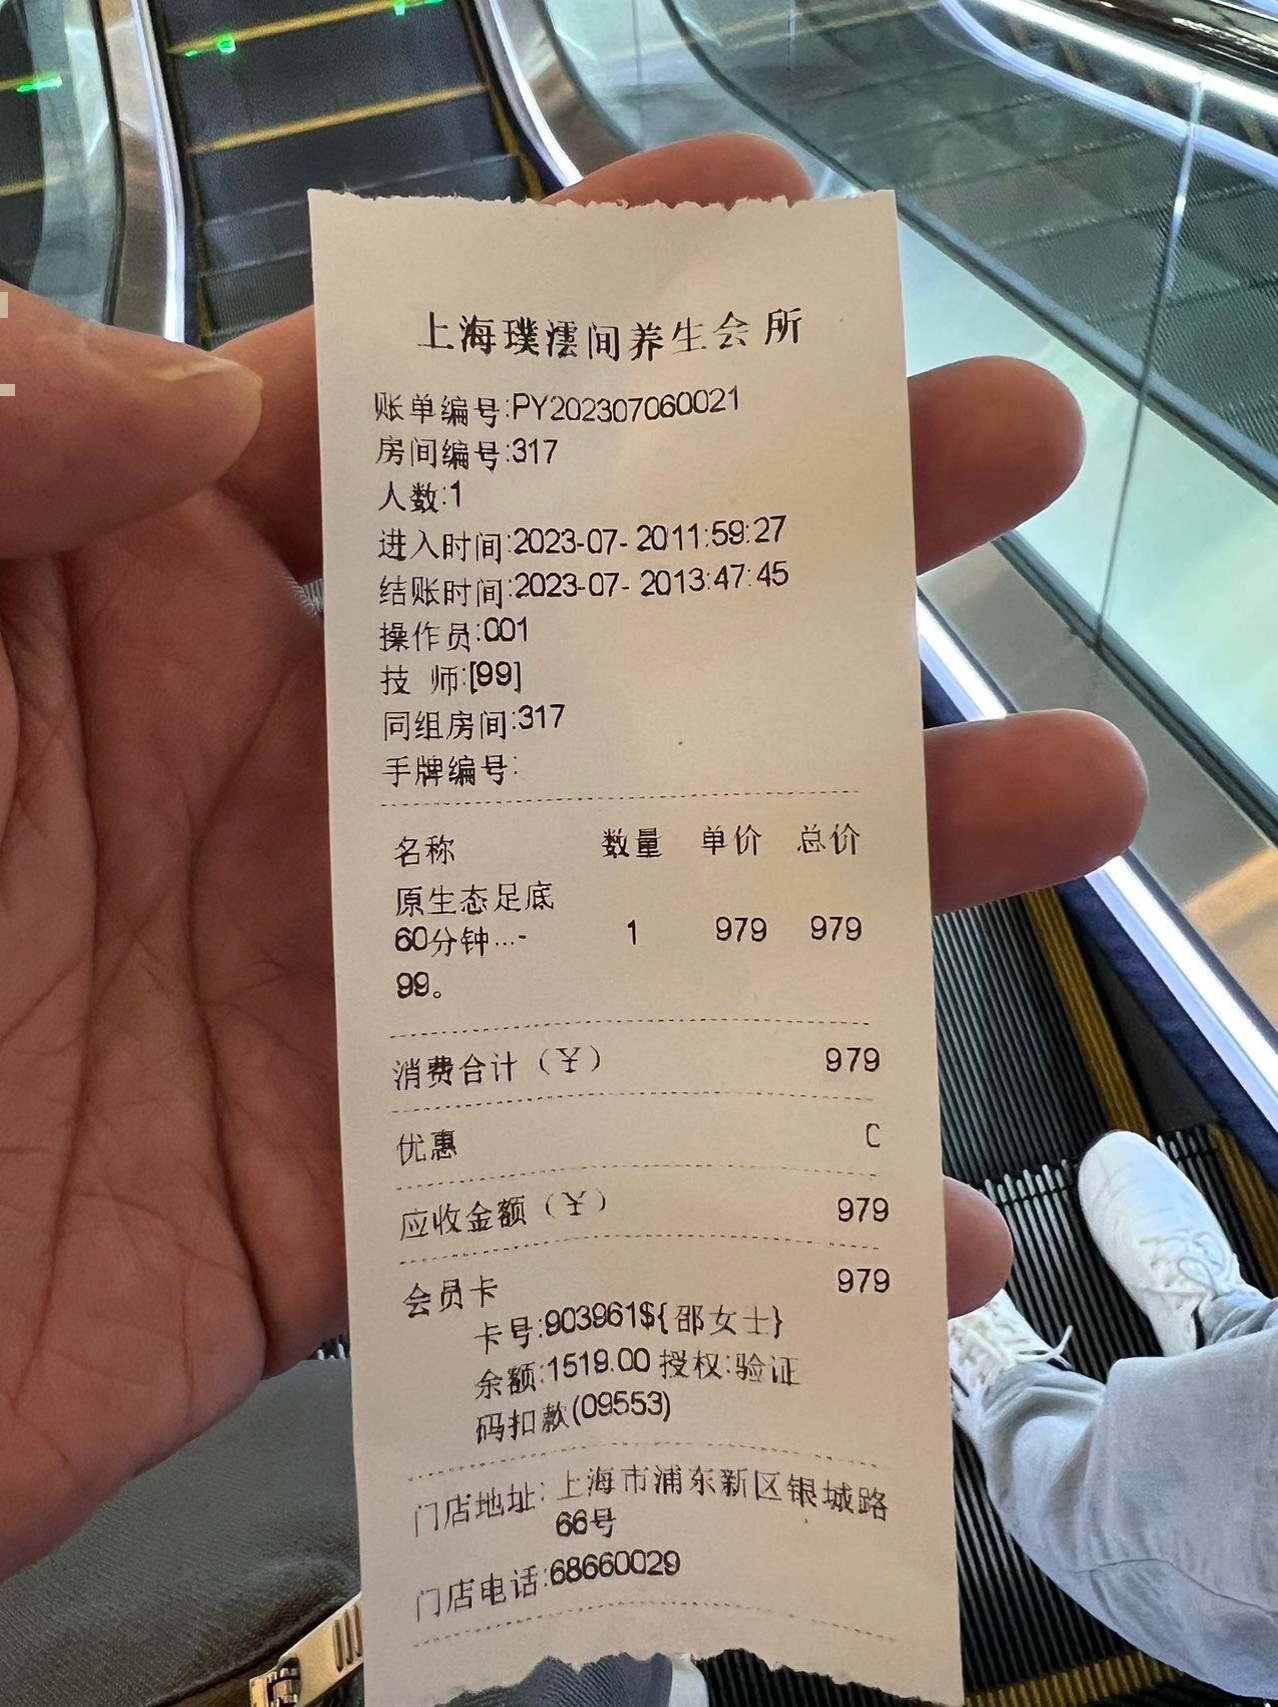 上海璞澐间养生会所
账单编号:PY202307060021
房间编号:317
人数:1
进入时间:2023-07-2011:59:27
结账时间:2023-07-2013:47:45
操作员:001
技 师:[99]
同组房间:317
手牌编号:
名称 数量 单价 总价
原生态足底
60分钟...- 1 979 979
99。
消费合计（￥） 979
优惠 C
应收金额（￥） 979
会员卡 979
卡号:903961${邵女士}
余额:1519.00 授权:验证
码扣款(09553)
门店地址:上海市浦东新区银城路
66号
门店电话:68660029